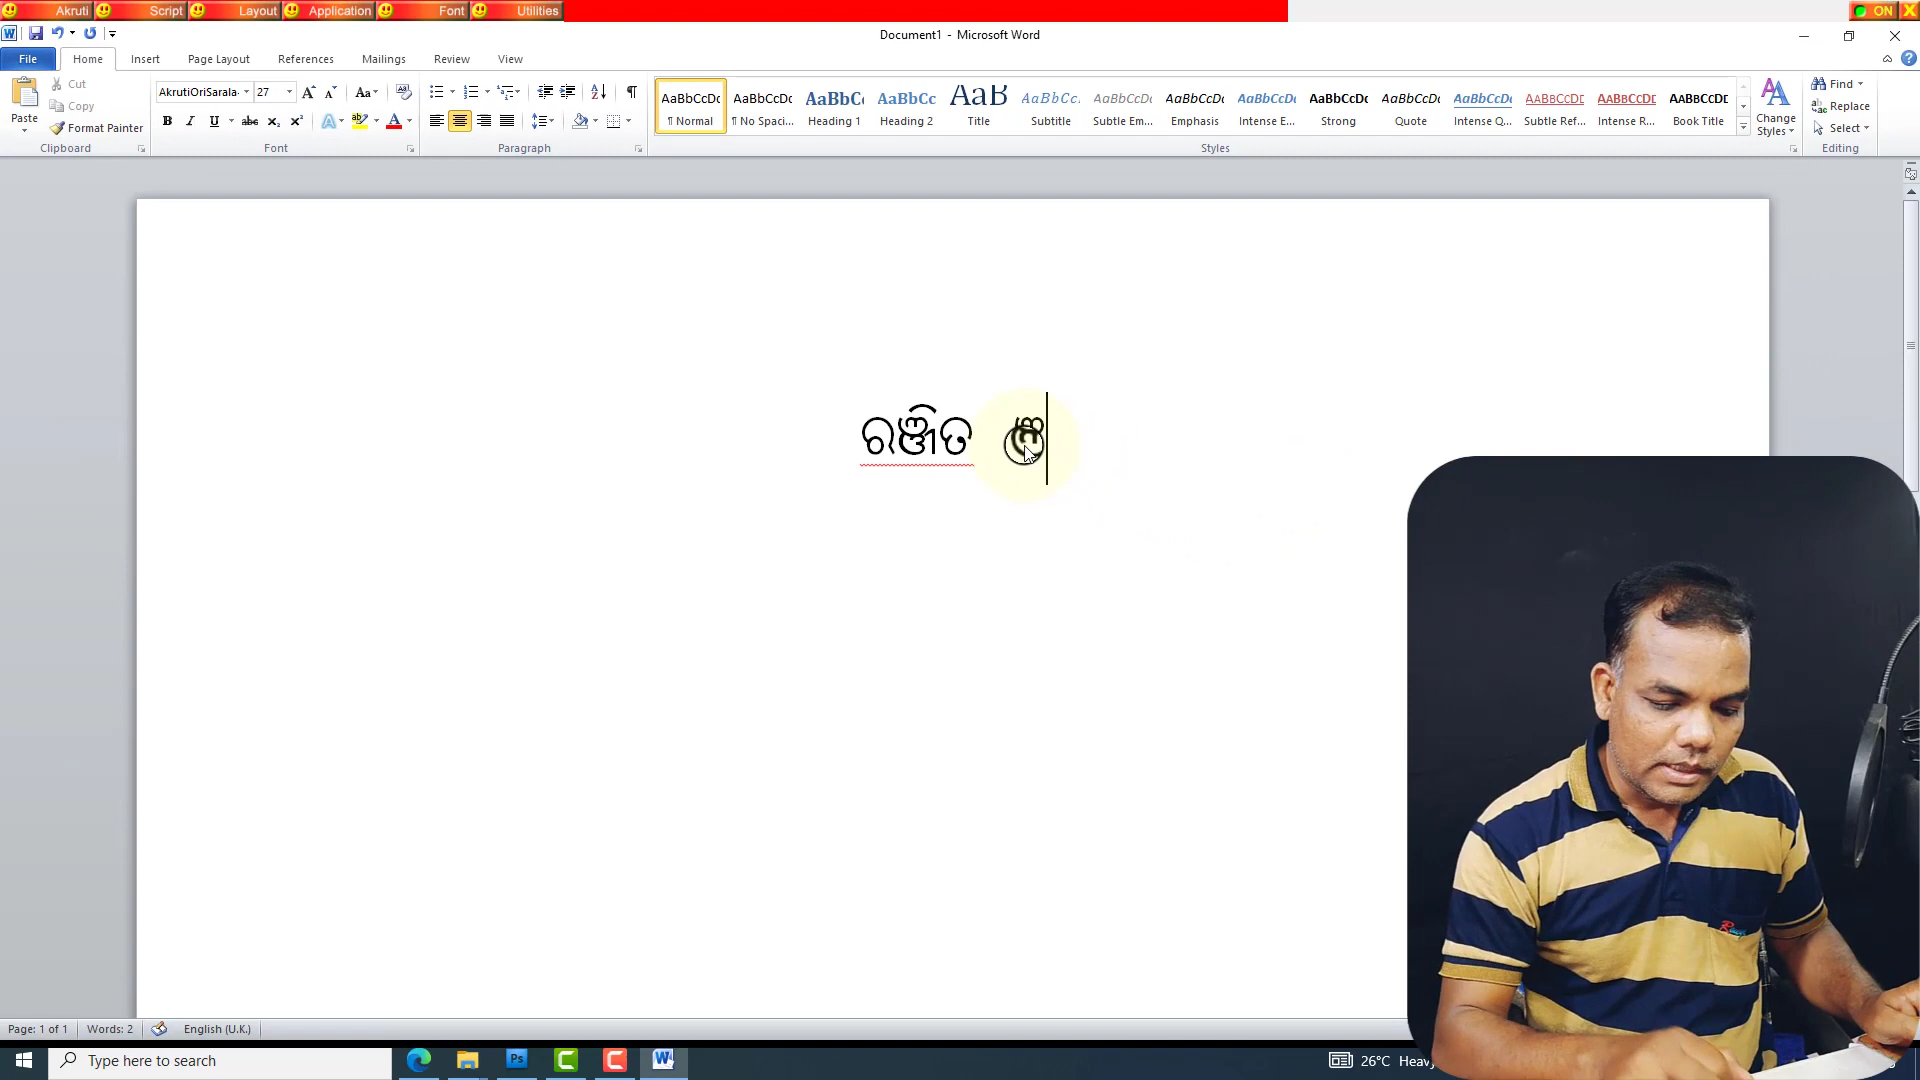 Akruti Script Layout Application Font Utilities ON X
Document1 - Microsoft Word
File Home Insert Page Layout References Mailings Review View
Cut
Copy
Paste
Format Painter
Clipboard
AkrutiOriSarala- 27
Font
Paragraph
AaBbCcDc AaBbCcDc AaBbCc AaBbCc AaB AaBbCc. AaBbCcDc AaBbCcDc AaBbCcDc AaBbCcDc AaBbCcDc AaBbCcDc AABBCCDD AABBCCDD AABBCCDD
¶ Normal ¶ No Spaci... Heading 1 Heading 2 Title Subtitle Subtle Em... Emphasis Intense E... Strong Quote Intense Q... Subtle Ref... Intense R... Book Title
Styles
Change Styles
Find
Replace
Select
Editing
ରଞ୍ଜିତ
Page: 1 of 1 Words: 2 English (U.K.)
Type here to search
26°C